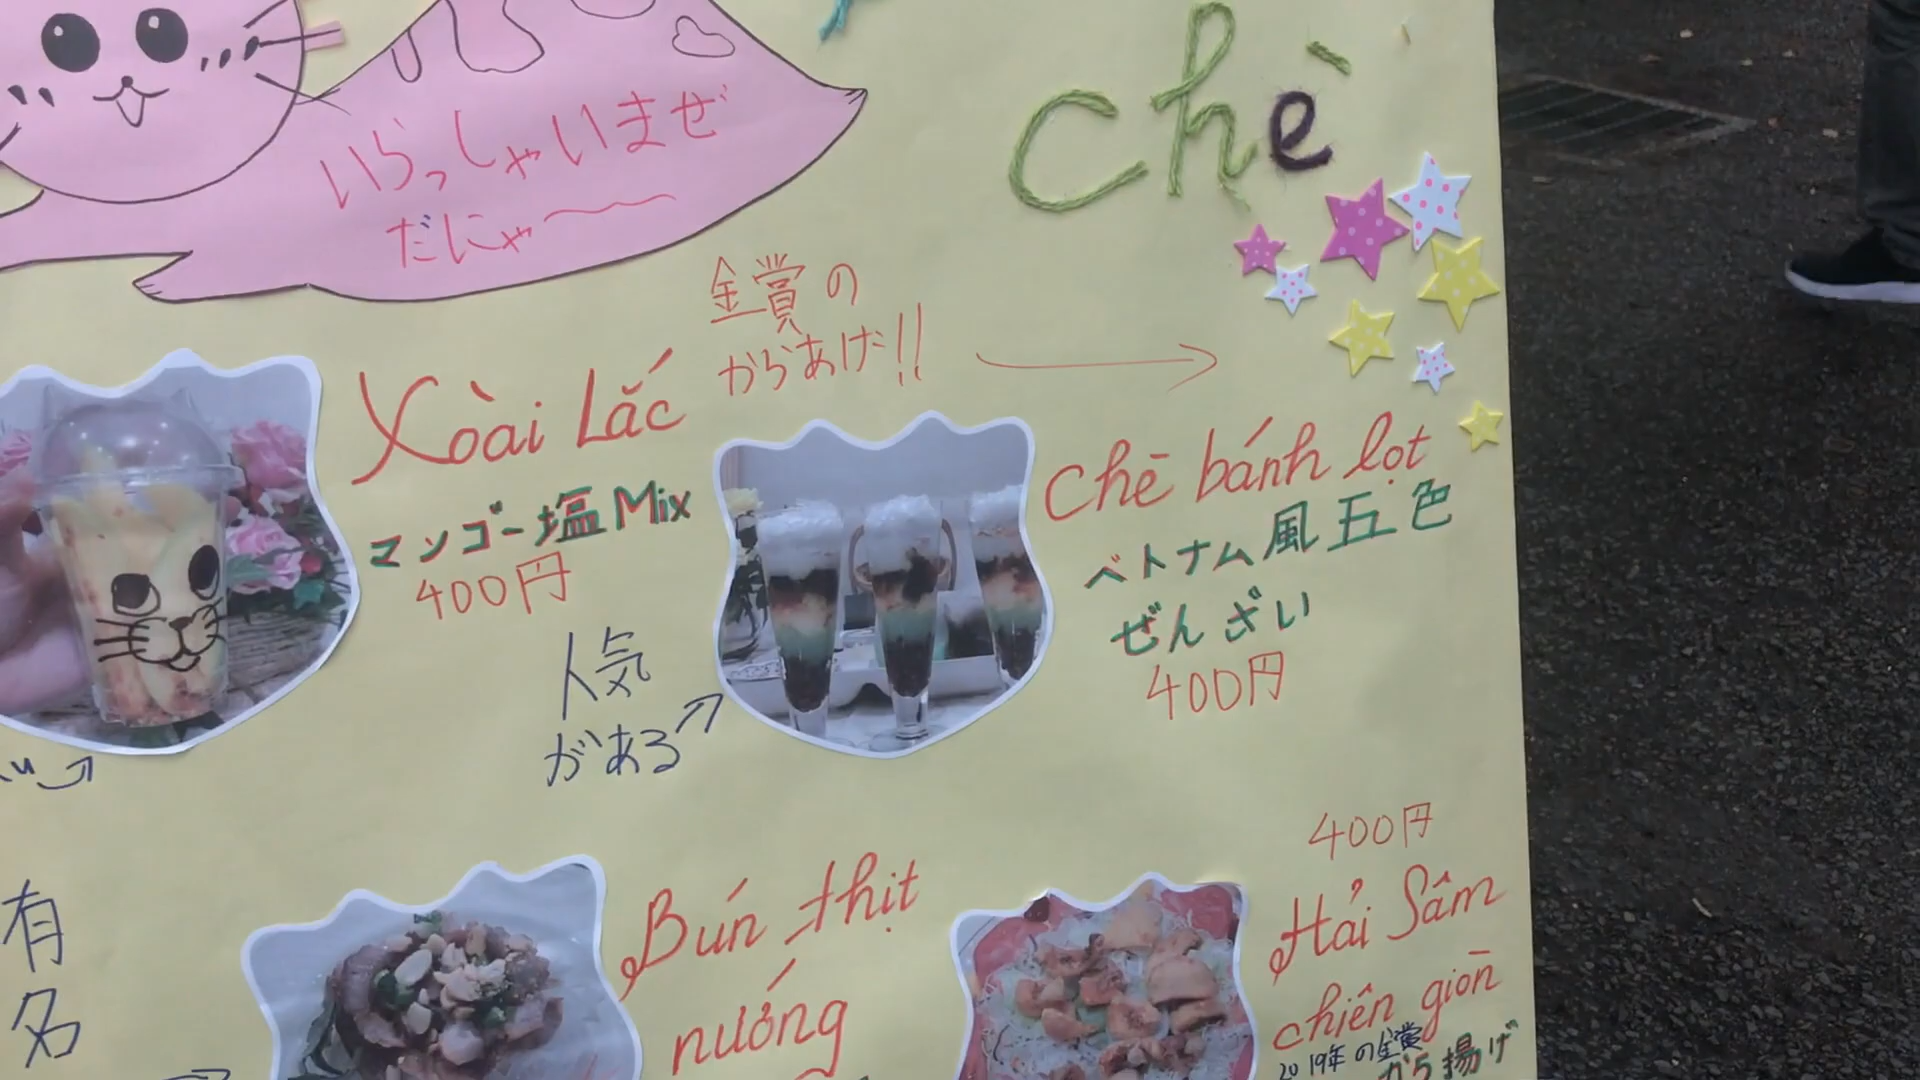 Chè
いらっしゃいませ゛
だにゃ〜
金賞の
からあげ!!
Xoài Lắc
マンゴー塩Mix
400円
人気
がある
Chè bánh lọt
ベトナム風五色
ぜんざい
400円
有
名
Bún thịt
nướng
400円
Hải Sâm
chiên giòn
2019年の金賞
から揚げ